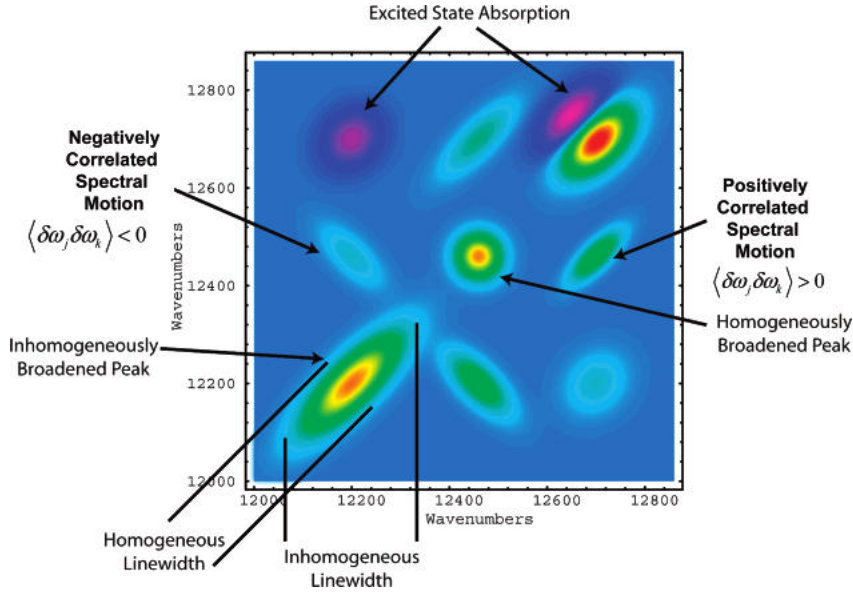 Excited State Absorption
Negatively
Correlated
Spectral
Motion
⟨δω_j δω_k⟩ < 0
Positively
Correlated
Spectral
Motion
⟨δω_j δω_k⟩ > 0
Homogeneously
Broadened Peak
Inhomogeneously
Broadened Peak
Wavenumbers
12800
12600
12400
12200
12000
12000 12200 12400 12600 12800
Wavenumbers
Homogeneous
Linewidth
Inhomogeneous
Linewidth